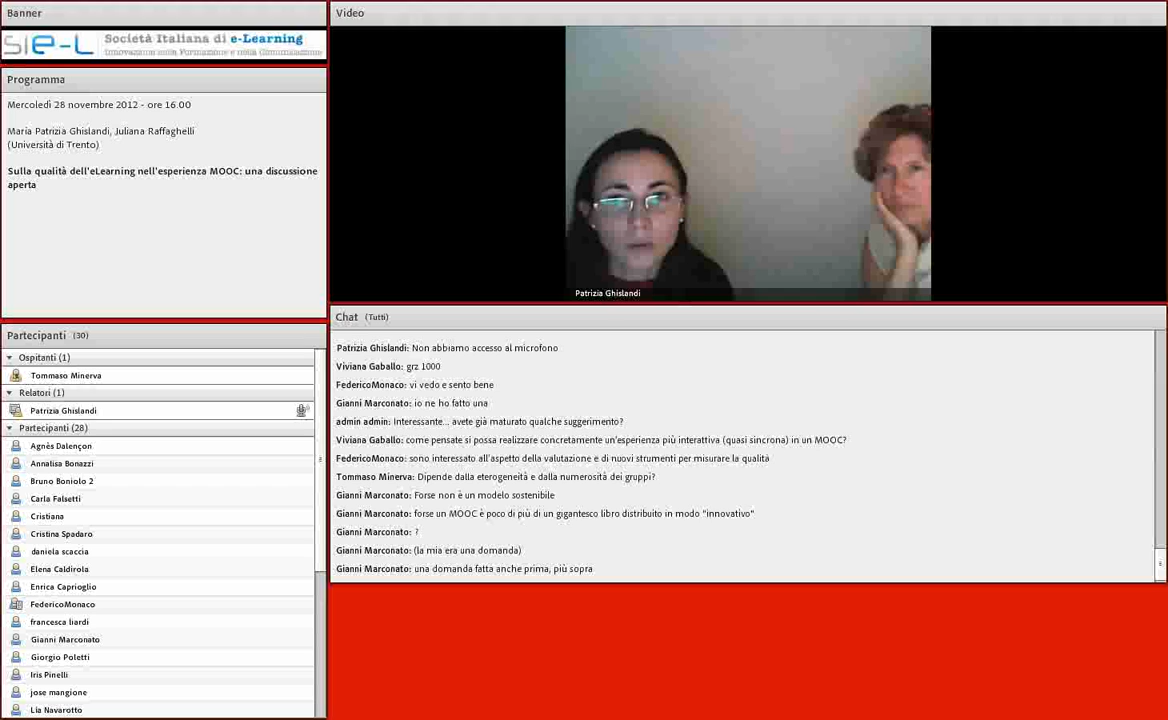 Banner
sie-L Società Italiana di e-Learning
Innovazione nella Formazione e nella Comunicazione
Programma
Mercoledì 28 novembre 2012 - ore 16.00
Maria Patrizia Ghislandi, Juliana Raffaghelli
(Università di Trento)
Sulla qualità dell'eLearning nell'esperienza MOOC: una discussione
aperta
Partecipanti (30)
Ospitanti (1)
Tommaso Minerva
Relatori (1)
Patrizia Ghislandi
Partecipanti (28)
Agnès Dalençon
Annalisa Bonazzi
Bruno Boniolo 2
Carla Falsetti
Cristiana
Cristina Spadaro
daniela scaccia
Elena Caldirola
Enrica Caprioglio
FedericoMonaco
francesca liardi
Gianni Marconato
Giorgio Poletti
Iris Pinelli
jose mangione
Lia Navarotto
Video
Patrizia Ghislandi
Chat (Tutti)
Patrizia Ghislandi: Non abbiamo accesso al microfono
Viviana Gaballo: grz 1000
FedericoMonaco: vi vedo e sento bene
Gianni Marconato: io ne ho fatto una
admin admin: Interessante... avete già maturato qualche suggerimento?
Viviana Gaballo: come pensate si possa realizzare concretamente un'esperienza più interattiva (quasi sincrona) in un MOOC?
FedericoMonaco: sono interessato all'aspetto della valutazione e di nuovi strumenti per misurare la qualità
Tommaso Minerva: Dipende dalla eterogeneità e dalla numerosità dei gruppi?
Gianni Marconato: Forse non è un modelo sostenibile
Gianni Marconato: forse un MOOC è poco di più di un gigantesco libro distribuito in modo "innovativo"
Gianni Marconato: ?
Gianni Marconato: (la mia era una domanda)
Gianni Marconato: una domanda fatta anche prima, più sopra